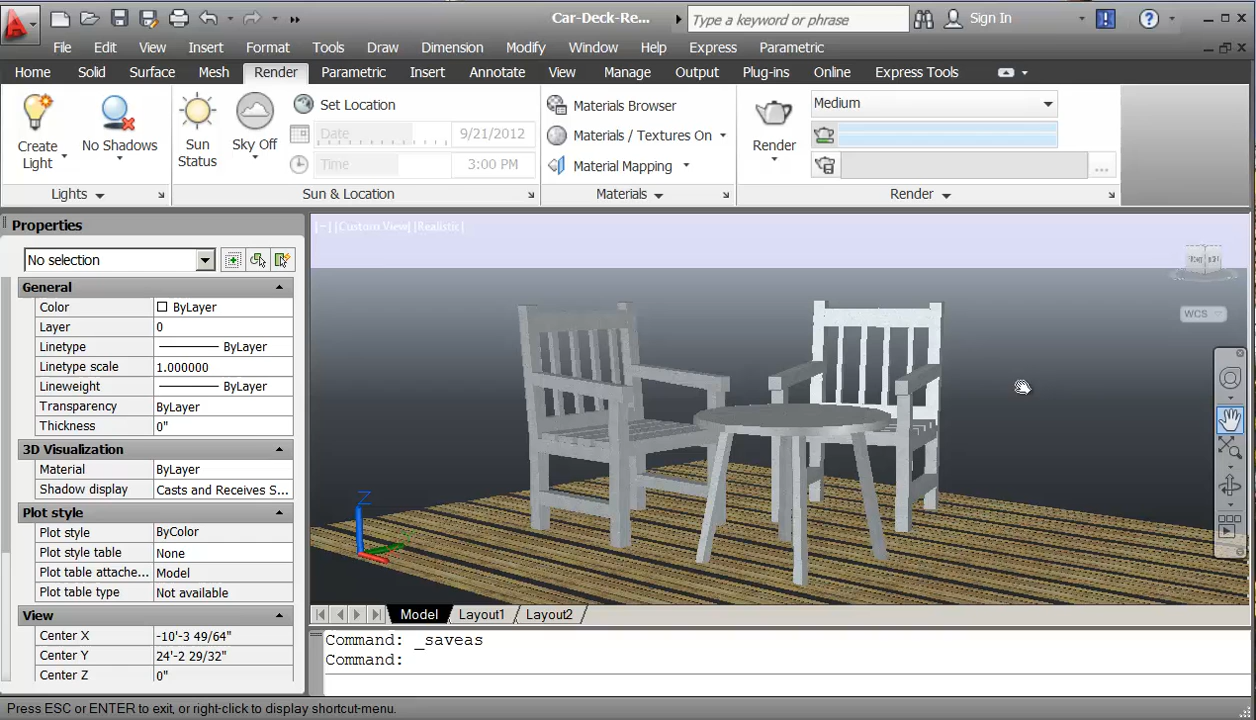 Car-Deck-Re... Type a keyword or phrase Sign In
File Edit View Insert Format Tools Draw Dimension Modify Window Help Express Parametric
Home Solid Surface Mesh Render Parametric Insert Annotate View Manage Output Plug-ins Online Express Tools
Create Light
No Shadows
Sun Status
Sky Off
Set Location
Date 9/21/2012
Time 3:00 PM
Materials Browser
Materials / Textures On
Material Mapping
Render
Medium
...
Lights Sun & Location Materials Render
Properties
No selection
General
Color ByLayer
Layer 0
Linetype ByLayer
Linetype scale 1.000000
Lineweight ByLayer
Transparency ByLayer
Thickness 0"
3D Visualization
Material ByLayer
Shadow display Casts and Receives S...
Plot style
Plot style ByColor
Plot style table None
Plot table attache... Model
Plot table type Not available
View
Center X -10'-3 49/64"
Center Y 24'-2 29/32"
Center Z 0"
[-][Custom View][Realistic]
WCS
Z
Model Layout1 Layout2
Command: _saveas
Command:
Press ESC or ENTER to exit, or right-click to display shortcut-menu.